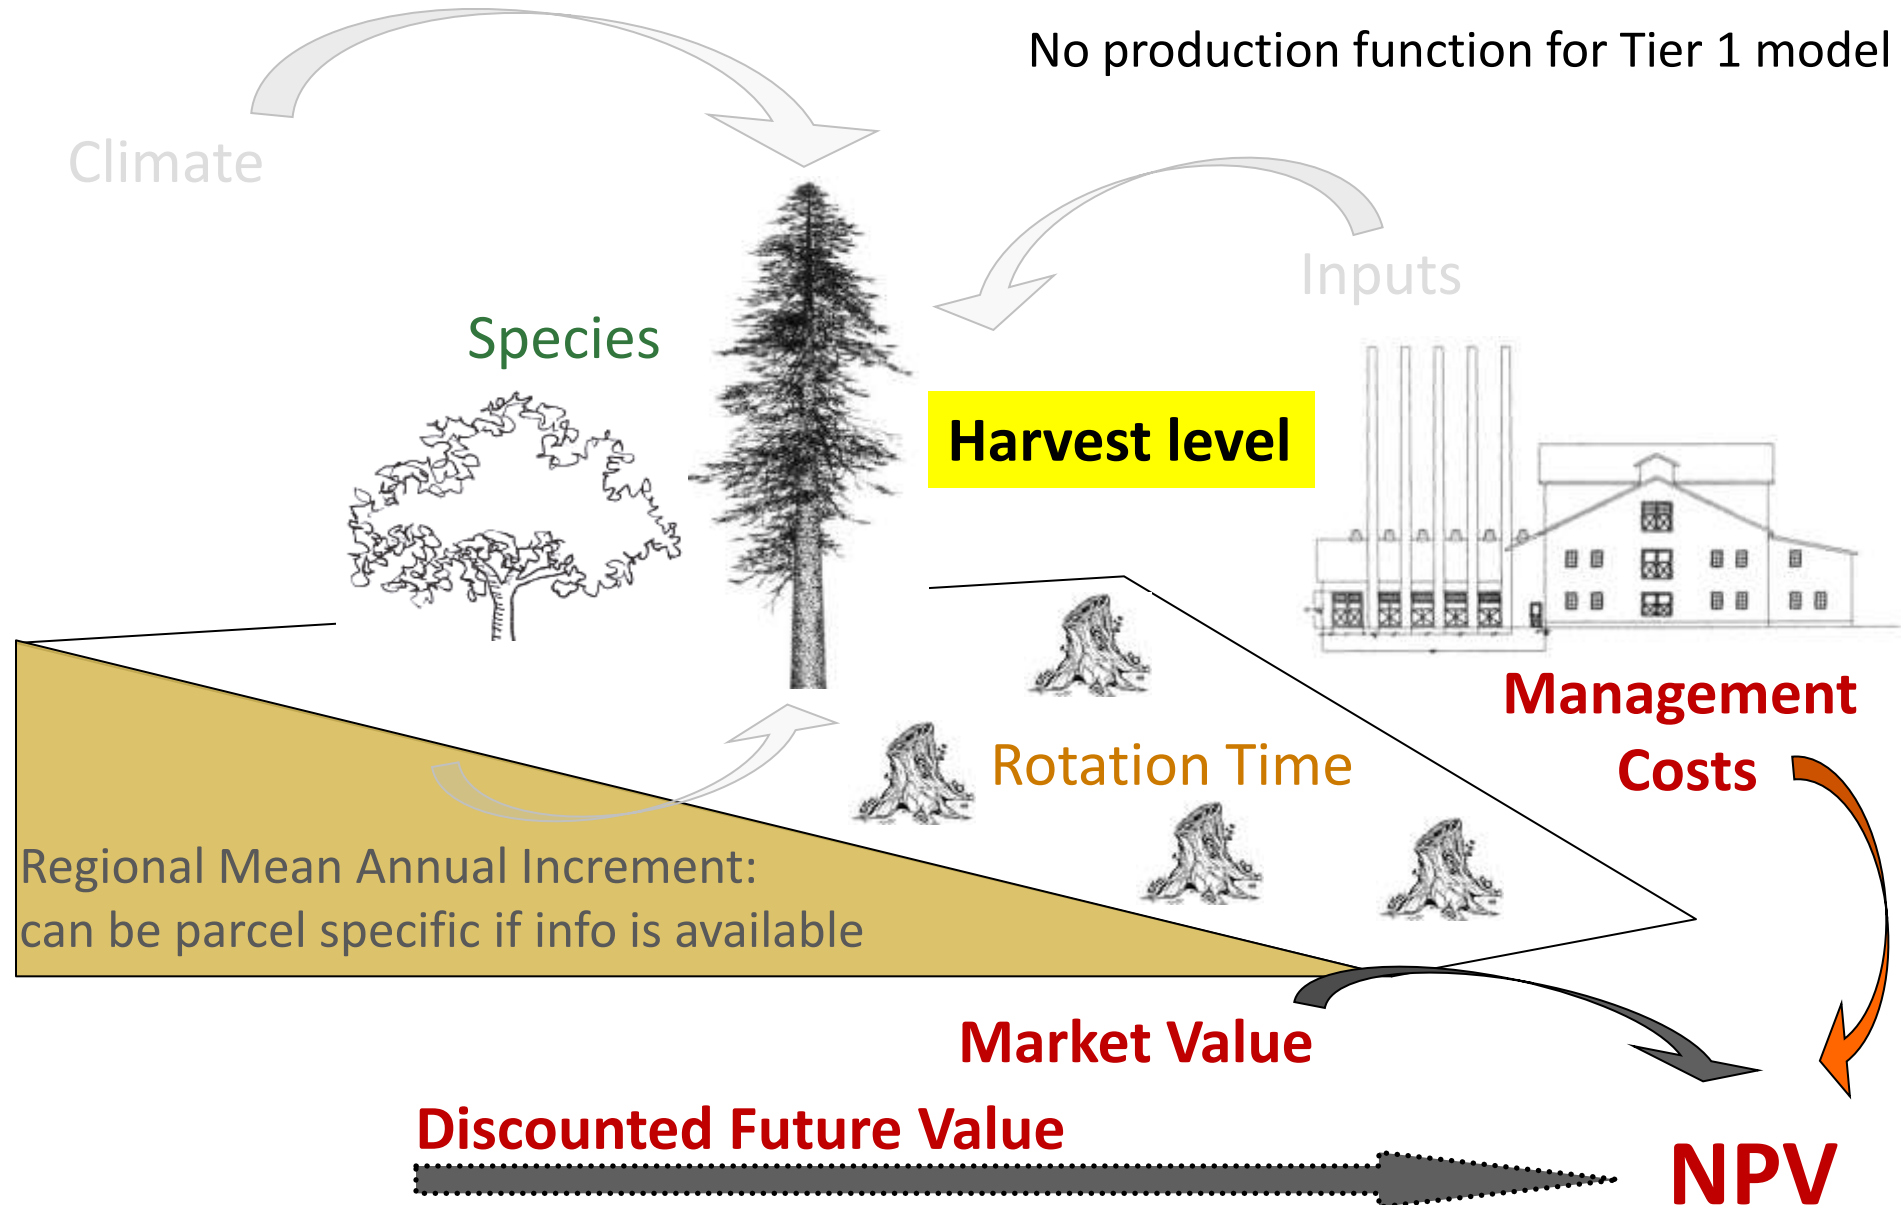 No production function for Tier 1 model
Climate
Inputs
Species
Harvest level
Management
Costs
Rotation Time
Regional Mean Annual Increment:
can be parcel specific if info is available
Market Value
Discounted Future Value
NPV